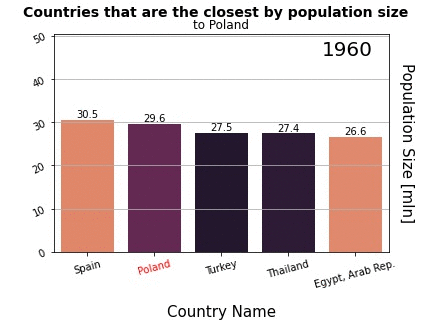 Countries that are the closest by population size
to Poland
1960
50
40
30
20
10
0
30.5
29.6
27.5
27.4
26.6
Population Size [mln]
Spain
Poland
Turkey
Thailand
Egypt, Arab Rep.
Country Name